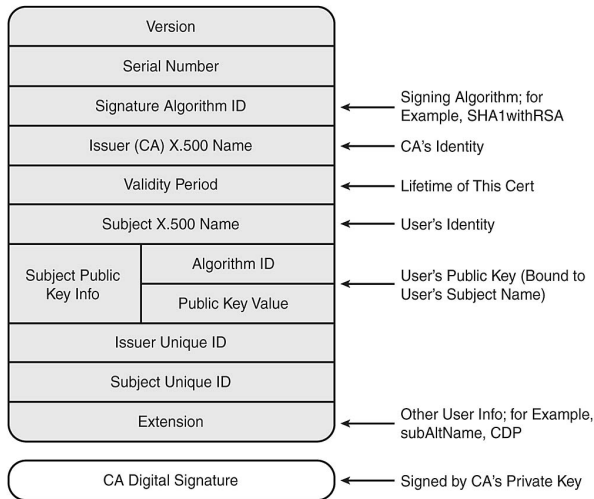 Version
Serial Number
Signature Algorithm ID
Signing Algorithm; for
Example, SHA1withRSA
Issuer (CA) X.500 Name
CA's Identity
Validity Period
Lifetime of This Cert
Subject X.500 Name
User's Identity
Subject Public
Key Info
Algorithm ID
Public Key Value
User's Public Key (Bound to
User's Subject Name)
Issuer Unique ID
Subject Unique ID
Extension
Other User Info; for Example,
subAltName, CDP
CA Digital Signature
Signed by CA's Private Key